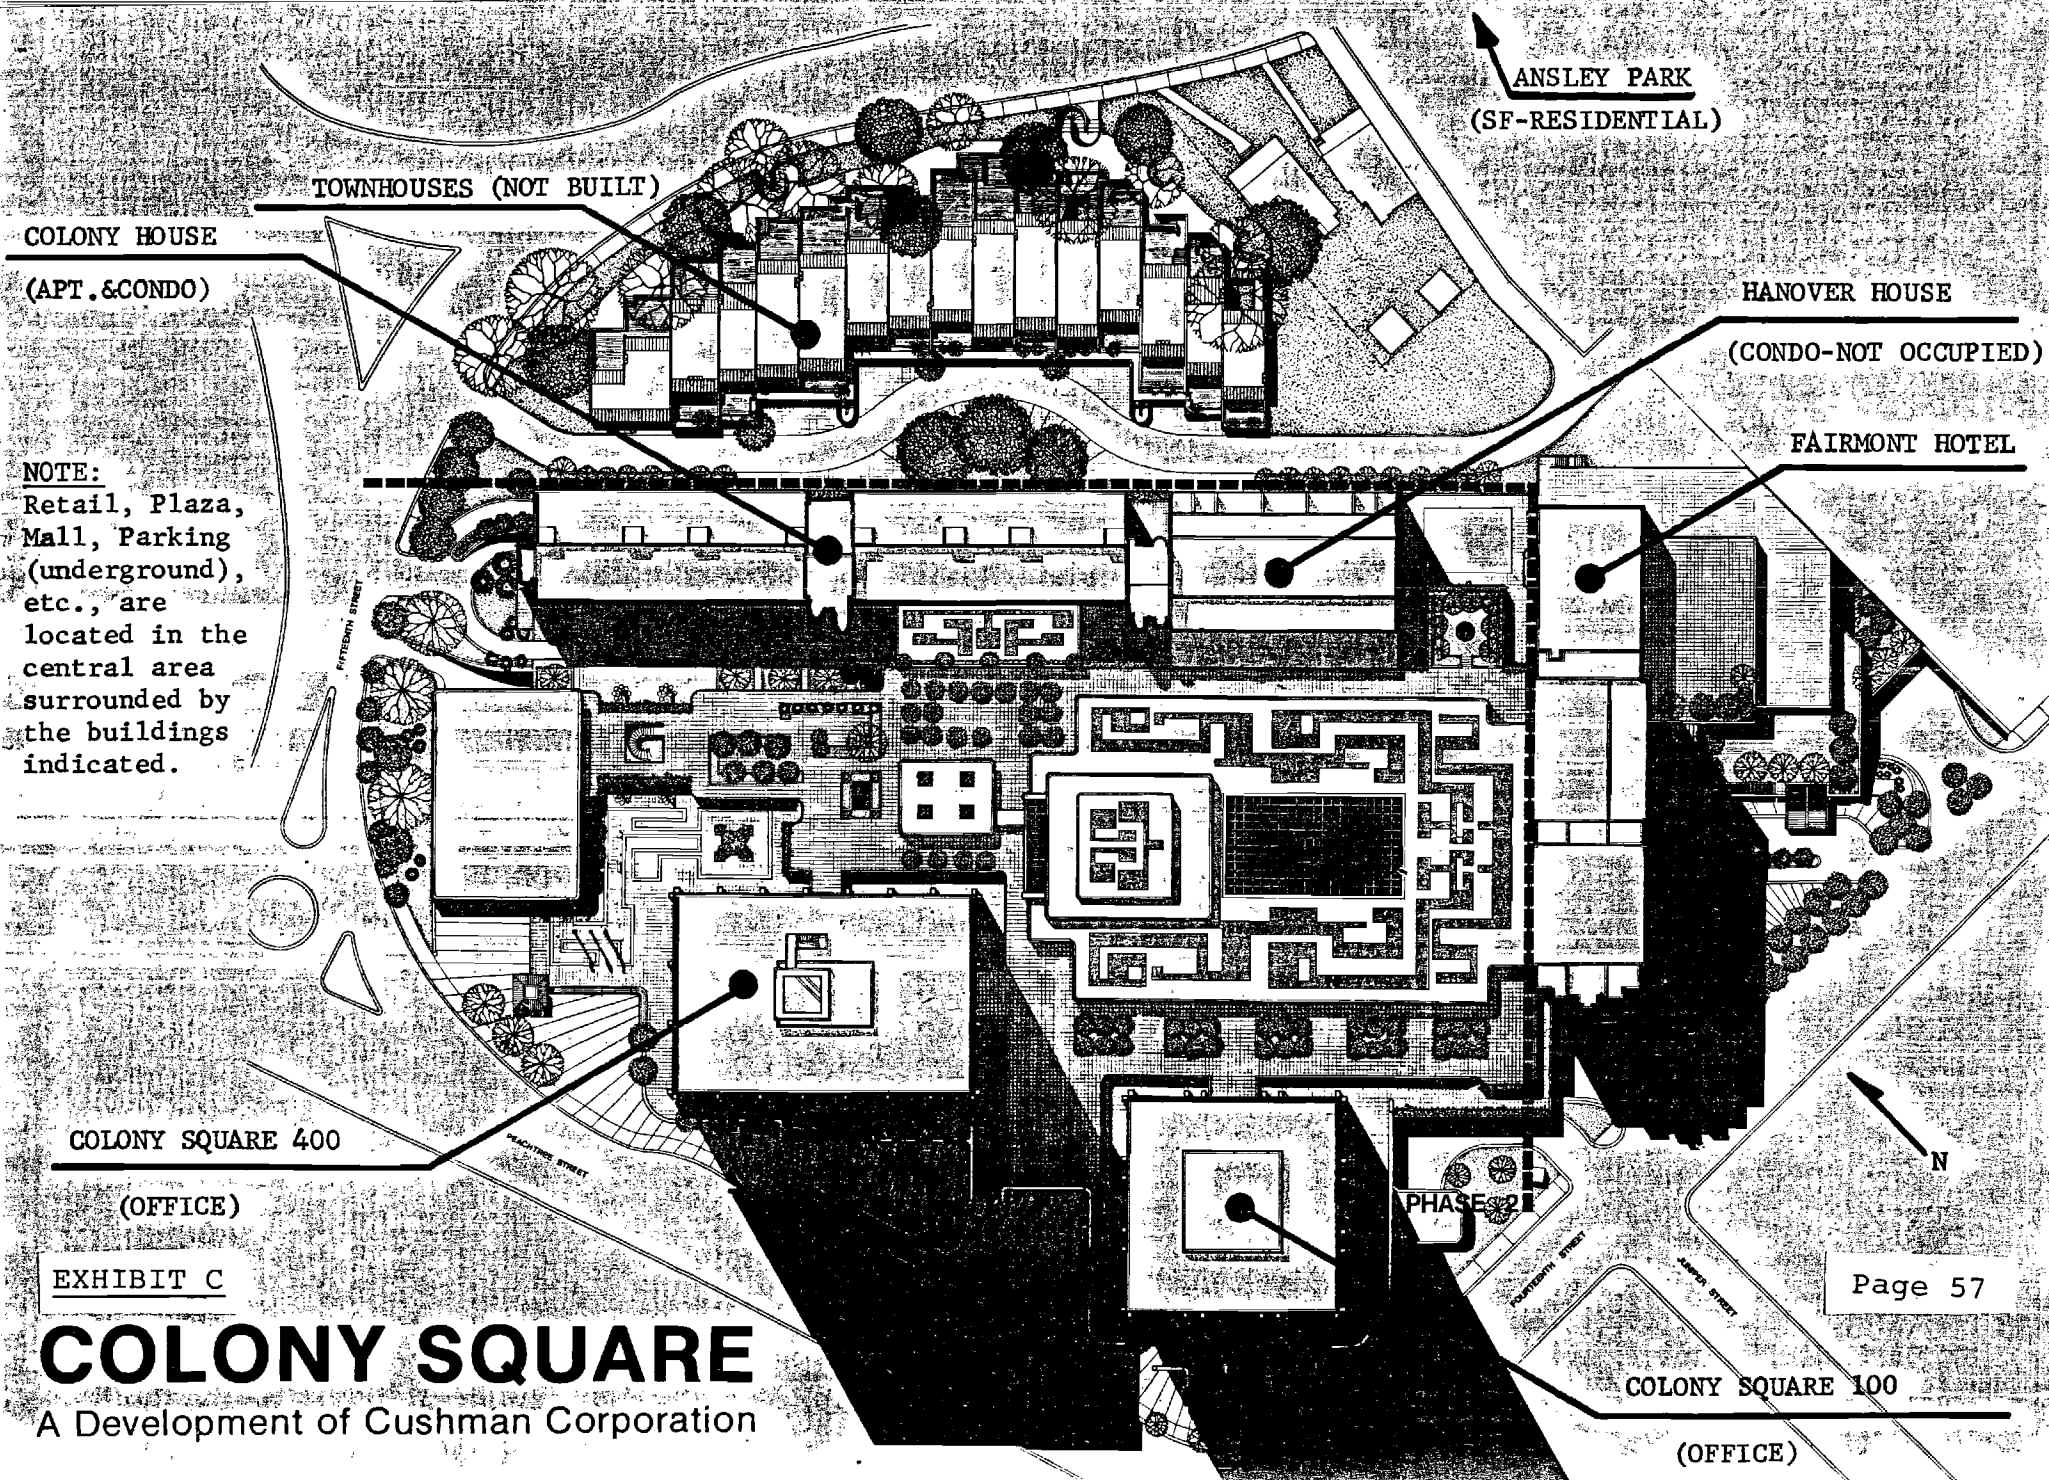 ANSLEY PARK
(SF-RESIDENTIAL)
TOWNHOUSES (NOT BUILT)
COLONY HOUSE
(APT.&CONDO)
HANOVER HOUSE
(CONDO-NOT OCCUPIED)
FAIRMONT HOTEL
NOTE:
Retail, Plaza,
Mall, Parking
(underground),
etc., are
located in the
central area
surrounded by
the buildings
indicated.
FIFTEENTH STREET
COLONY SQUARE 400
(OFFICE)
PEACHTREE STREET
N
PHASE 2
FOURTEENTH STREET
JUNIPER STREET
EXHIBIT C
Page 57
COLONY SQUARE
A Development of Cushman Corporation
COLONY SQUARE 100
(OFFICE)